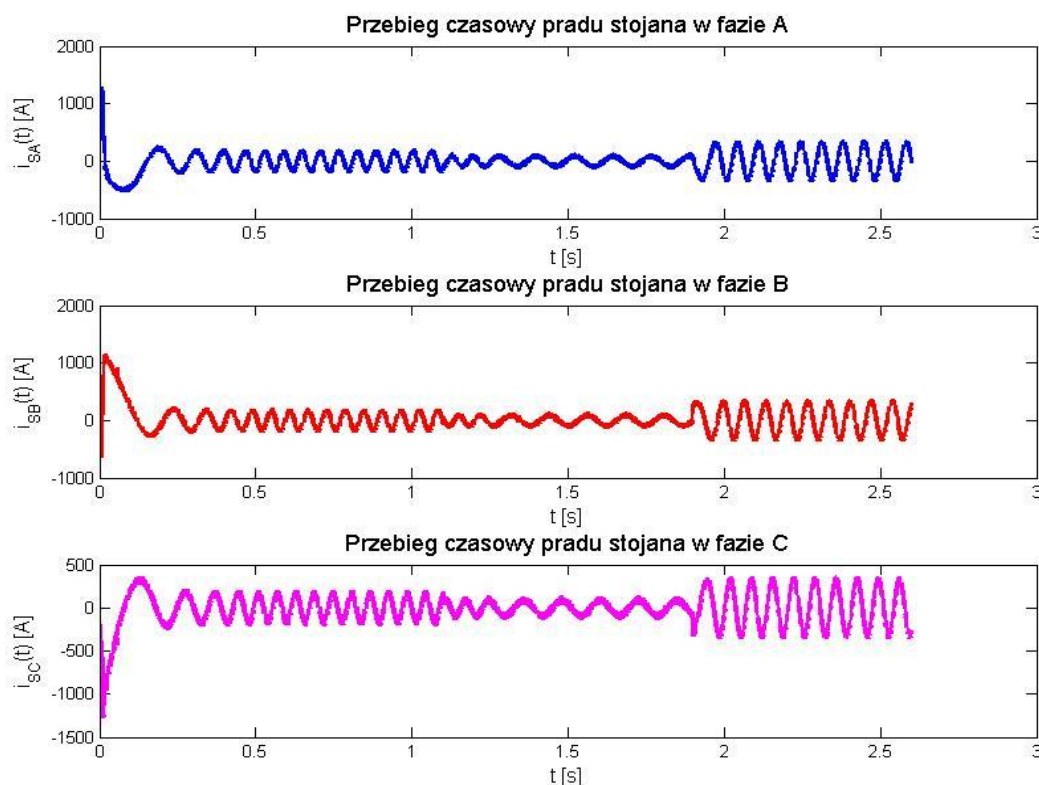 Przebieg czasowy pradu stojana w fazie A
2000
1000
0
-1000
i_SA(t) [A]
0 0.5 1 1.5 2 2.5 3
t [s]
Przebieg czasowy pradu stojana w fazie B
2000
1000
0
-1000
i_SB(t) [A]
0 0.5 1 1.5 2 2.5 3
t [s]
Przebieg czasowy pradu stojana w fazie C
500
0
-500
-1000
-1500
i_SC(t) [A]
0 0.5 1 1.5 2 2.5 3
t [s]